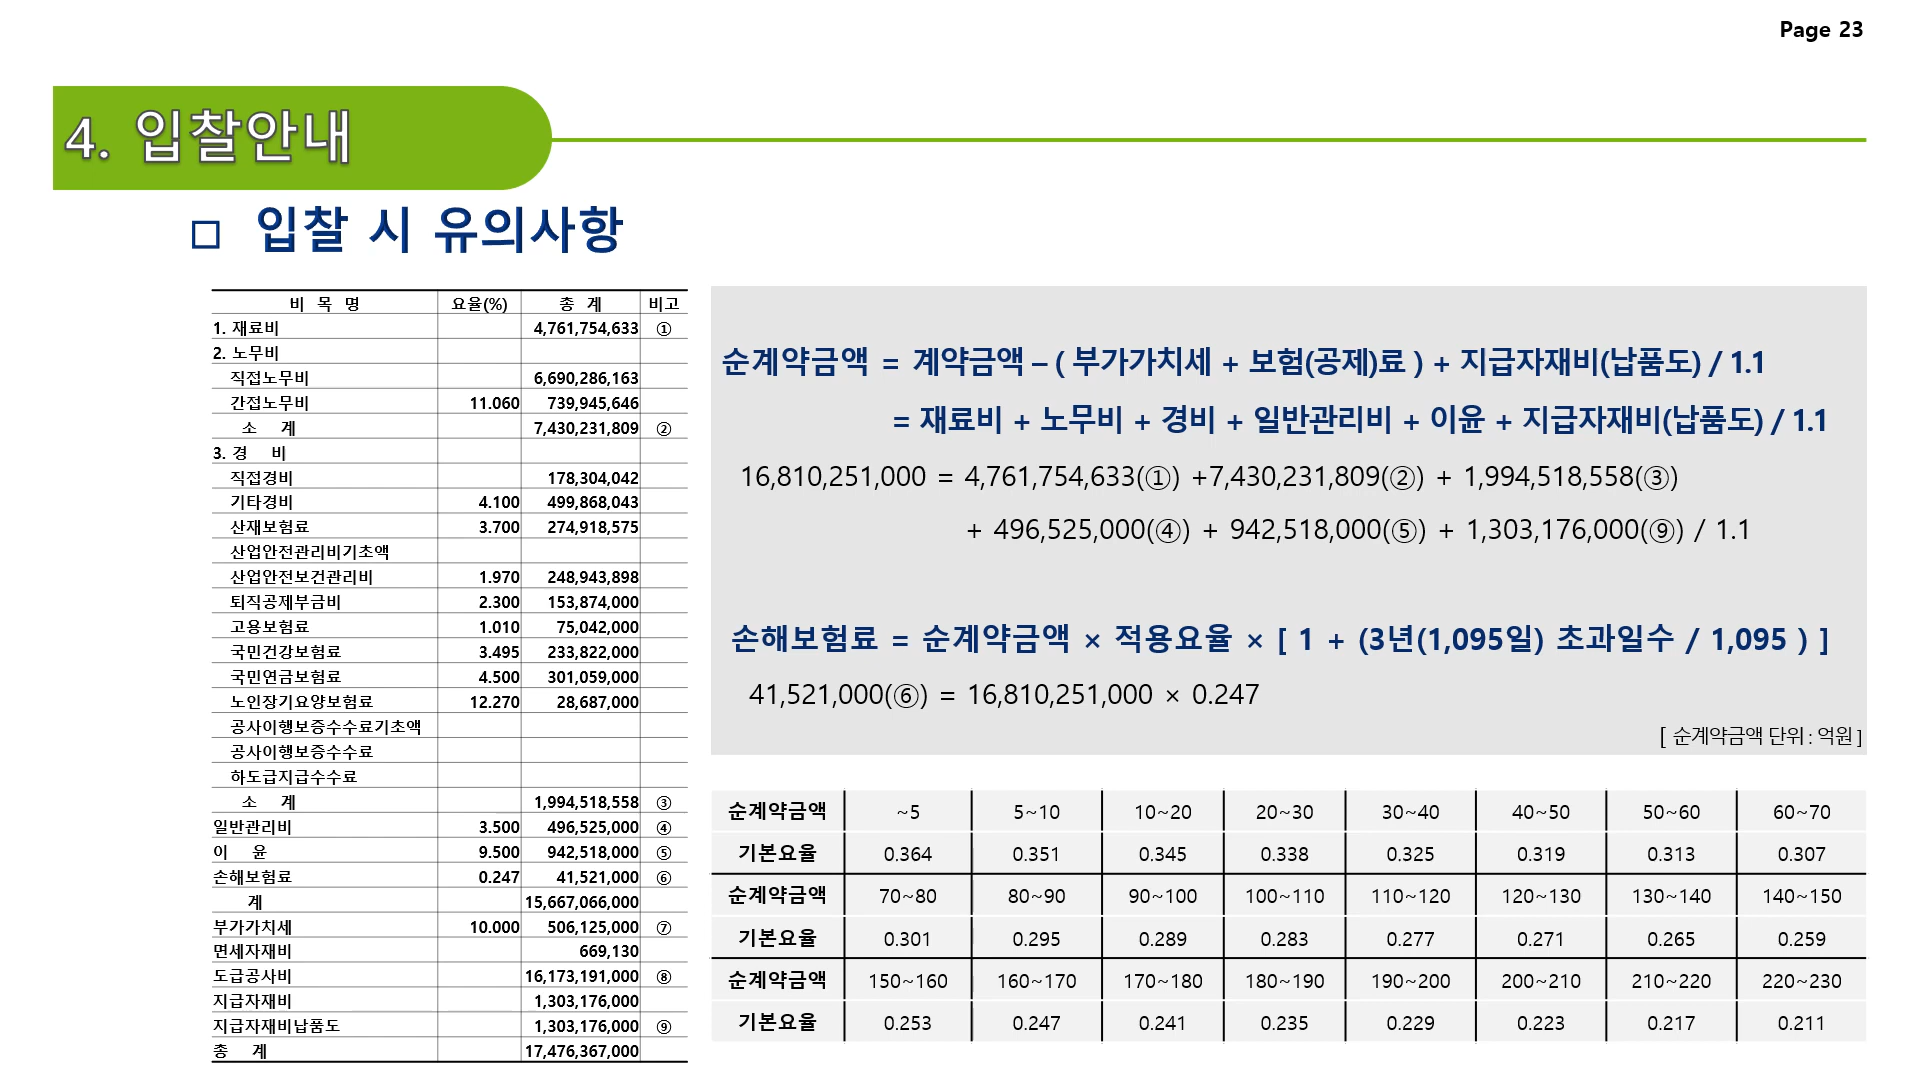 Page 23
4. 입찰안내
□ 입찰 시 유의사항
비 목 명 요율(%) 총 계 비고
1. 재료비 4,761,754,633 ①
2. 노무비
직접노무비 6,690,286,163
간접노무비 11.060 739,945,646
소 계 7,430,231,809 ②
3. 경 비
직접경비 178,304,042
기타경비 4.100 499,868,043
산재보험료 3.700 274,918,575
산업안전관리비기초액
산업안전보건관리비 1.970 248,943,898
퇴직공제부금비 2.300 153,874,000
고용보험료 1.010 75,042,000
국민건강보험료 3.495 233,822,000
국민연금보험료 4.500 301,059,000
노인장기요양보험료 12.270 28,687,000
공사이행보증수수료기초액
공사이행보증수수료
하도급지급수수료
소 계 1,994,518,558 ③
일반관리비 3.500 496,525,000 ④
이 윤 9.500 942,518,000 ⑤
손해보험료 0.247 41,521,000 ⑥
계 15,667,066,000
부가가치세 10.000 506,125,000 ⑦
면세자재비 669,130
도급공사비 16,173,191,000 ⑧
지급자재비 1,303,176,000
지급자재비납품도 1,303,176,000 ⑨
총 계 17,476,367,000
순계약금액 = 계약금액 – ( 부가가치세 + 보험(공제)료 ) + 지급자재비(납품도) / 1.1
= 재료비 + 노무비 + 경비 + 일반관리비 + 이윤 + 지급자재비(납품도) / 1.1
16,810,251,000 = 4,761,754,633(①) +7,430,231,809(②) + 1,994,518,558(③)
+ 496,525,000(④) + 942,518,000(⑤) + 1,303,176,000(⑨) / 1.1
손해보험료 = 순계약금액 × 적용요율 × [ 1 + (3년(1,095일) 초과일수 / 1,095 ) ]
41,521,000(⑥) = 16,810,251,000 × 0.247
[ 순계약금액 단위 : 억원 ]
순계약금액 ~5 5~10 10~20 20~30 30~40 40~50 50~60 60~70
기본요율 0.364 0.351 0.345 0.338 0.325 0.319 0.313 0.307
순계약금액 70~80 80~90 90~100 100~110 110~120 120~130 130~140 140~150
기본요율 0.301 0.295 0.289 0.283 0.277 0.271 0.265 0.259
순계약금액 150~160 160~170 170~180 180~190 190~200 200~210 210~220 220~230
기본요율 0.253 0.247 0.241 0.235 0.229 0.223 0.217 0.211